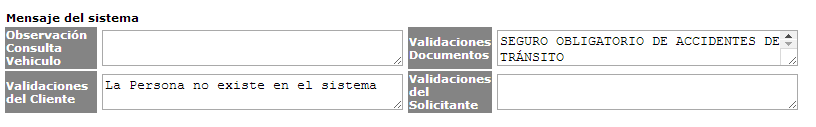 Mensaje del sistema
Observación
Consulta
Vehiculo
Validaciones
Documentos
SEGURO OBLIGATORIO DE ACCIDENTES DE
TRÁNSITO
Validaciones
del Cliente
La Persona no existe en el sistema
Validaciones
del
Solicitante